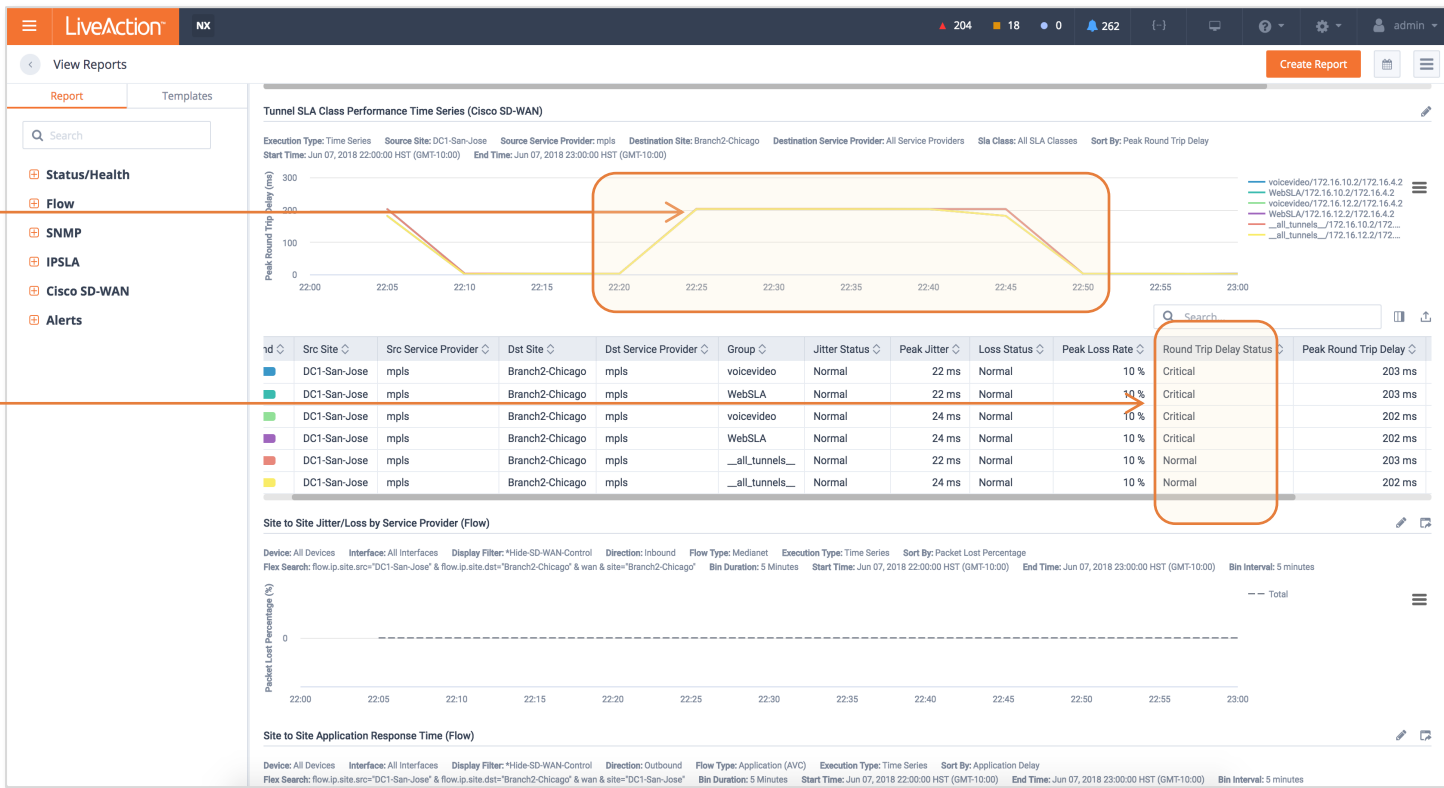 LiveAction NX 204 18 0 262 {··} admin
View Reports Create Report
Report Templates
Search
Status/Health
Flow
SNMP
IPSLA
Cisco SD-WAN
Alerts
Tunnel SLA Class Performance Time Series (Cisco SD-WAN)
Execution Type: Time Series Source Site: DC1-San-Jose Source Service Provider: mpls Destination Site: Branch2-Chicago Destination Service Provider: All Service Providers Sla Class: All SLA Classes Sort By: Peak Round Trip Delay
Start Time: Jun 07, 2018 22:00:00 HST (GMT-10:00) End Time: Jun 07, 2018 23:00:00 HST (GMT-10:00)
Peak Round Trip Delay (ms)
300
200
100
0
22:00 22:05 22:10 22:15 22:20 22:25 22:30 22:35 22:40 22:45 22:50 22:55 23:00
voicevideo/172.16.10.2/172.16.4.2
WebSLA/172.16.10.2/172.16.4.2
voicevideo/172.16.12.2/172.16.4.2
WebSLA/172.16.12.2/172.16.4.2
__all_tunnels__/172.16.10.2/172....
__all_tunnels__/172.16.12.2/172....
Search
nd Src Site Src Service Provider Dst Site Dst Service Provider Group Jitter Status Peak Jitter Loss Status Peak Loss Rate Round Trip Delay Status Peak Round Trip Delay
DC1-San-Jose mpls Branch2-Chicago mpls voicevideo Normal 22 ms Normal 10 % Critical 203 ms
DC1-San-Jose mpls Branch2-Chicago mpls WebSLA Normal 22 ms Normal 10 % Critical 203 ms
DC1-San-Jose mpls Branch2-Chicago mpls voicevideo Normal 24 ms Normal 10 % Critical 202 ms
DC1-San-Jose mpls Branch2-Chicago mpls WebSLA Normal 24 ms Normal 10 % Critical 202 ms
DC1-San-Jose mpls Branch2-Chicago mpls __all_tunnels__ Normal 22 ms Normal 10 % Normal 203 ms
DC1-San-Jose mpls Branch2-Chicago mpls __all_tunnels__ Normal 24 ms Normal 10 % Normal 202 ms
Site to Site Jitter/Loss by Service Provider (Flow)
Device: All Devices Interface: All Interfaces Display Filter: *Hide-SD-WAN-Control Direction: Inbound Flow Type: Medianet Execution Type: Time Series Sort By: Packet Lost Percentage
Flex Search: flow.ip.site.src="DC1-San-Jose" & flow.ip.site.dst="Branch2-Chicago" & wan & site="Branch2-Chicago" Bin Duration: 5 Minutes Start Time: Jun 07, 2018 22:00:00 HST (GMT-10:00) End Time: Jun 07, 2018 23:00:00 HST (GMT-10:00) Bin Interval: 5 minutes
Packet Lost Percentage (%)
0
22:00 22:05 22:10 22:15 22:20 22:25 22:30 22:35 22:40 22:45 22:50 22:55 23:00
Total
Site to Site Application Response Time (Flow)
Device: All Devices Interface: All Interfaces Display Filter: *Hide-SD-WAN-Control Direction: Outbound Flow Type: Application (AVC) Execution Type: Time Series Sort By: Application Delay
Flex Search: flow.ip.site.src="DC1-San-Jose" & flow.ip.site.dst="Branch2-Chicago" & wan & site="DC1-San-Jose" Bin Duration: 5 Minutes Start Time: Jun 07, 2018 22:00:00 HST (GMT-10:00) End Time: Jun 07, 2018 23:00:00 HST (GMT-10:00) Bin Interval: 5 minutes